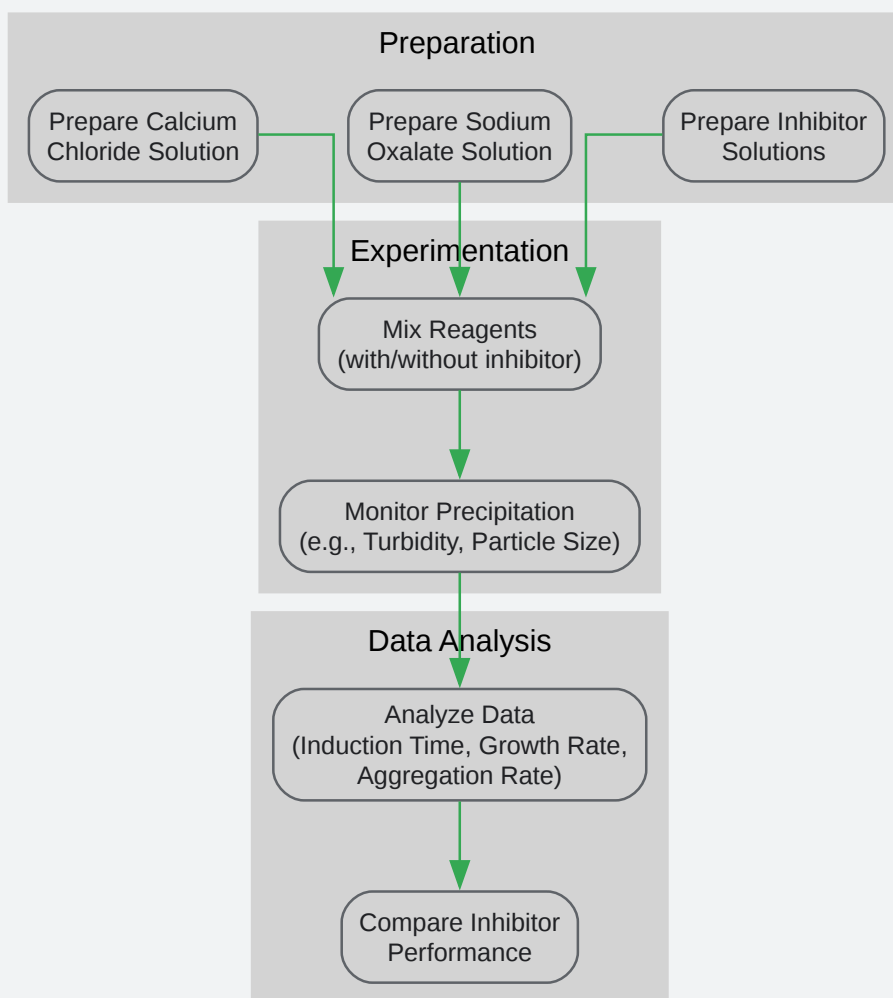 Preparation
Prepare Calcium
Chloride Solution
Prepare Sodium
Oxalate Solution
Prepare Inhibitor
Solutions
Experimentation
Mix Reagents
(with/without inhibitor)
Monitor Precipitation
(e.g., Turbidity, Particle Size)
Data Analysis
Analyze Data
(Induction Time, Growth Rate,
Aggregation Rate)
Compare Inhibitor
Performance